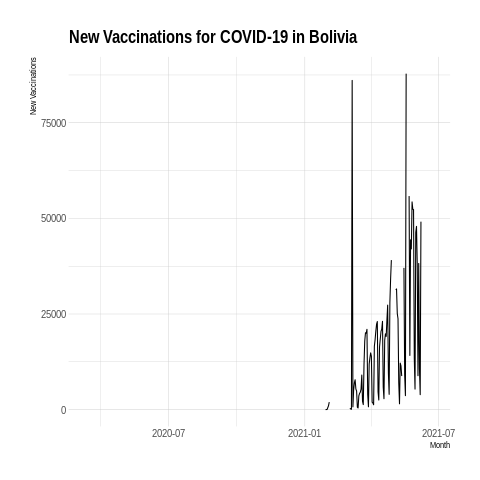 New Vaccinations for COVID-19 in Bolivia
New Vaccinations
75000
50000
25000
0
2020-07
2021-01
2021-07
Month